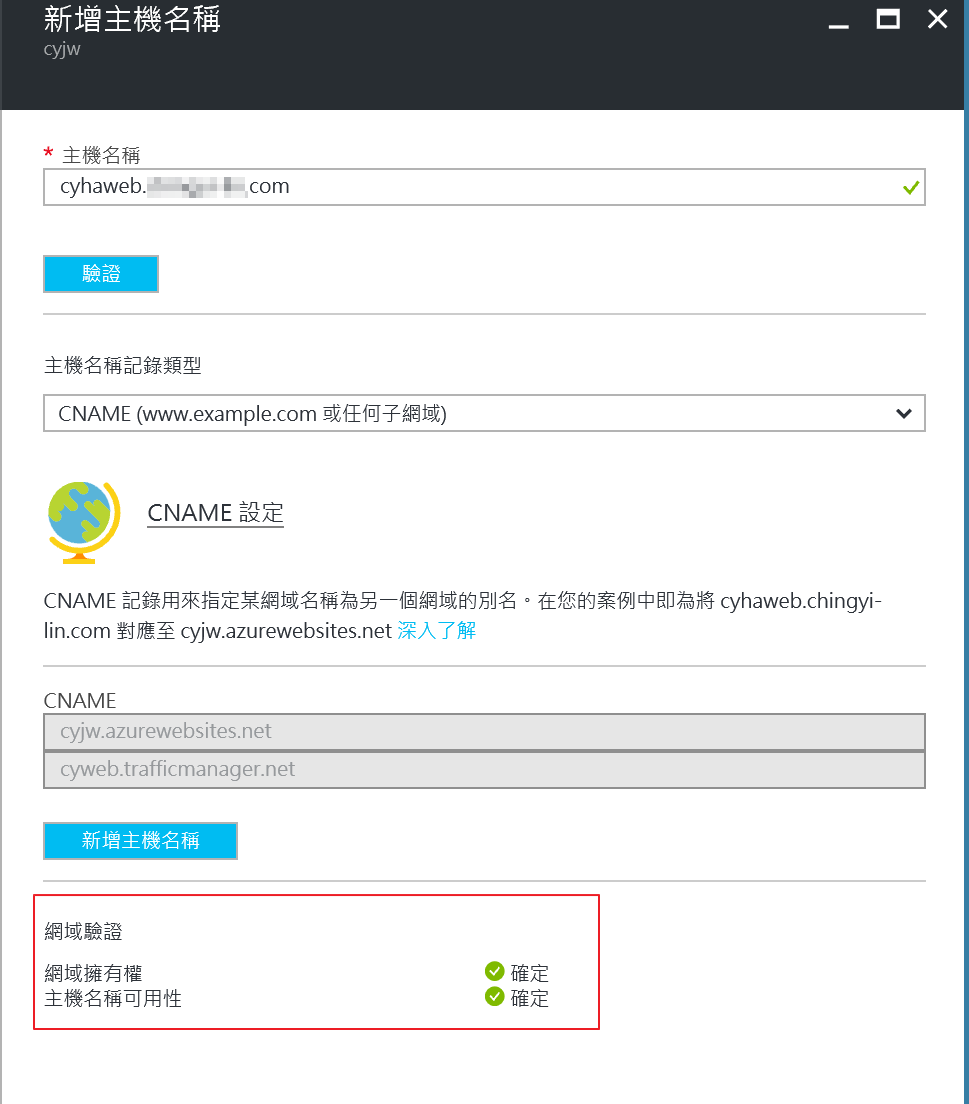 新增主機名稱
cyjw
* 主機名稱
cyhaweb. .com
驗證
主機名稱記錄類型
CNAME (www.example.com 或任何子網域)
CNAME 設定
CNAME 記錄用來指定某網域名稱為另一個網域的別名。在您的案例中即為將 cyhaweb.chingyi-
lin.com 對應至 cyjw.azurewebsites.net 深入了解
CNAME
cyjw.azurewebsites.net
cyweb.trafficmanager.net
新增主機名稱
網域驗證
網域擁有權 確定
主機名稱可用性 確定